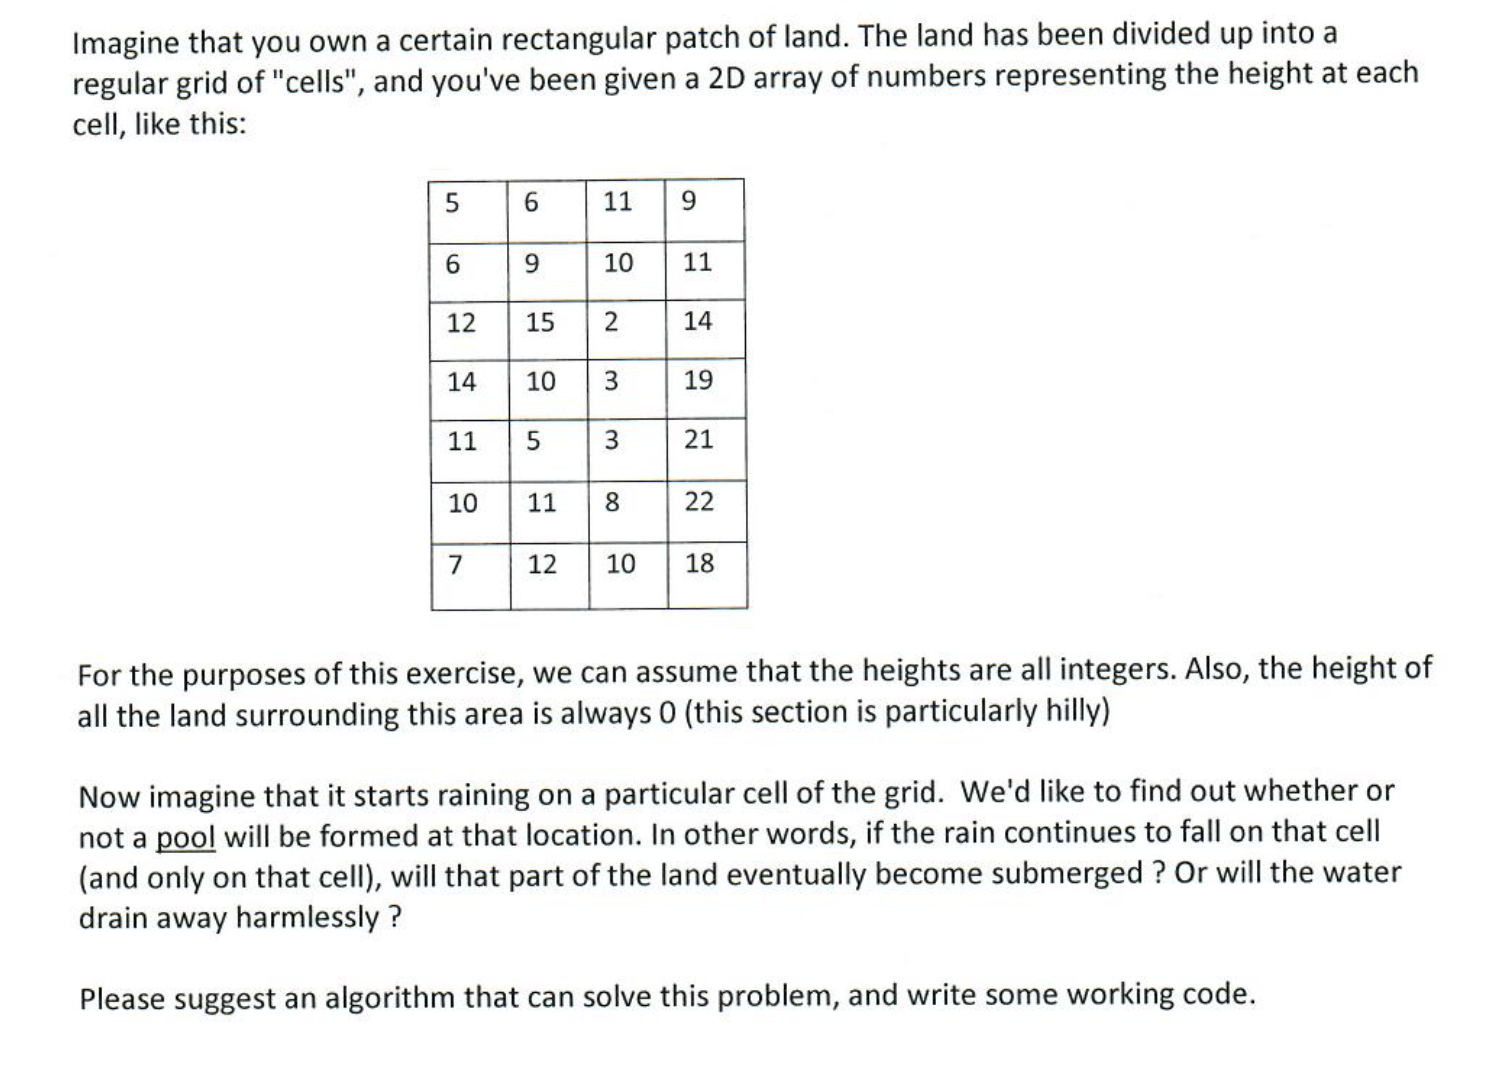 Imagine that you own a certain rectangular patch of land. The land has been divided up into a
regular grid of "cells", and you've been given a 2D array of numbers representing the height at each
cell, like this:
5 6 11 9
6 9 10 11
12 15 2 14
14 10 3 19
11 5 3 21
10 11 8 22
7 12 10 18
For the purposes of this exercise, we can assume that the heights are all integers. Also, the height of
all the land surrounding this area is always 0 (this section is particularly hilly)
Now imagine that it starts raining on a particular cell of the grid. We'd like to find out whether or
not a pool will be formed at that location. In other words, if the rain continues to fall on that cell
(and only on that cell), will that part of the land eventually become submerged ? Or will the water
drain away harmlessly ?
Please suggest an algorithm that can solve this problem, and write some working code.